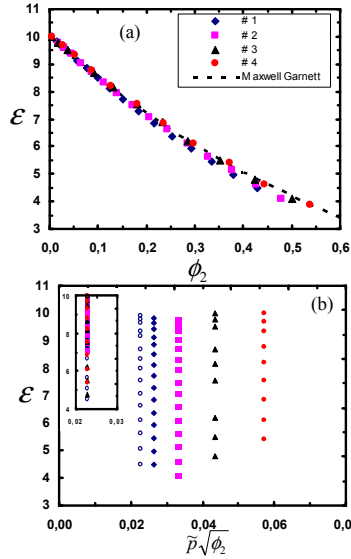 (a)
# 1
# 2
# 3
# 4
Maxwell Garnett
10
9
8
7
6
5
4
3
ε
0,0 0,1 0,2 0,3 0,4 0,5 0,6
ϕ₂
(b)
10
9
8
7
6
5
4
3
ε
10
8
6
4
0,02 0,03
0,00 0,02 0,04 0,06 0,08
p̃√ϕ₂